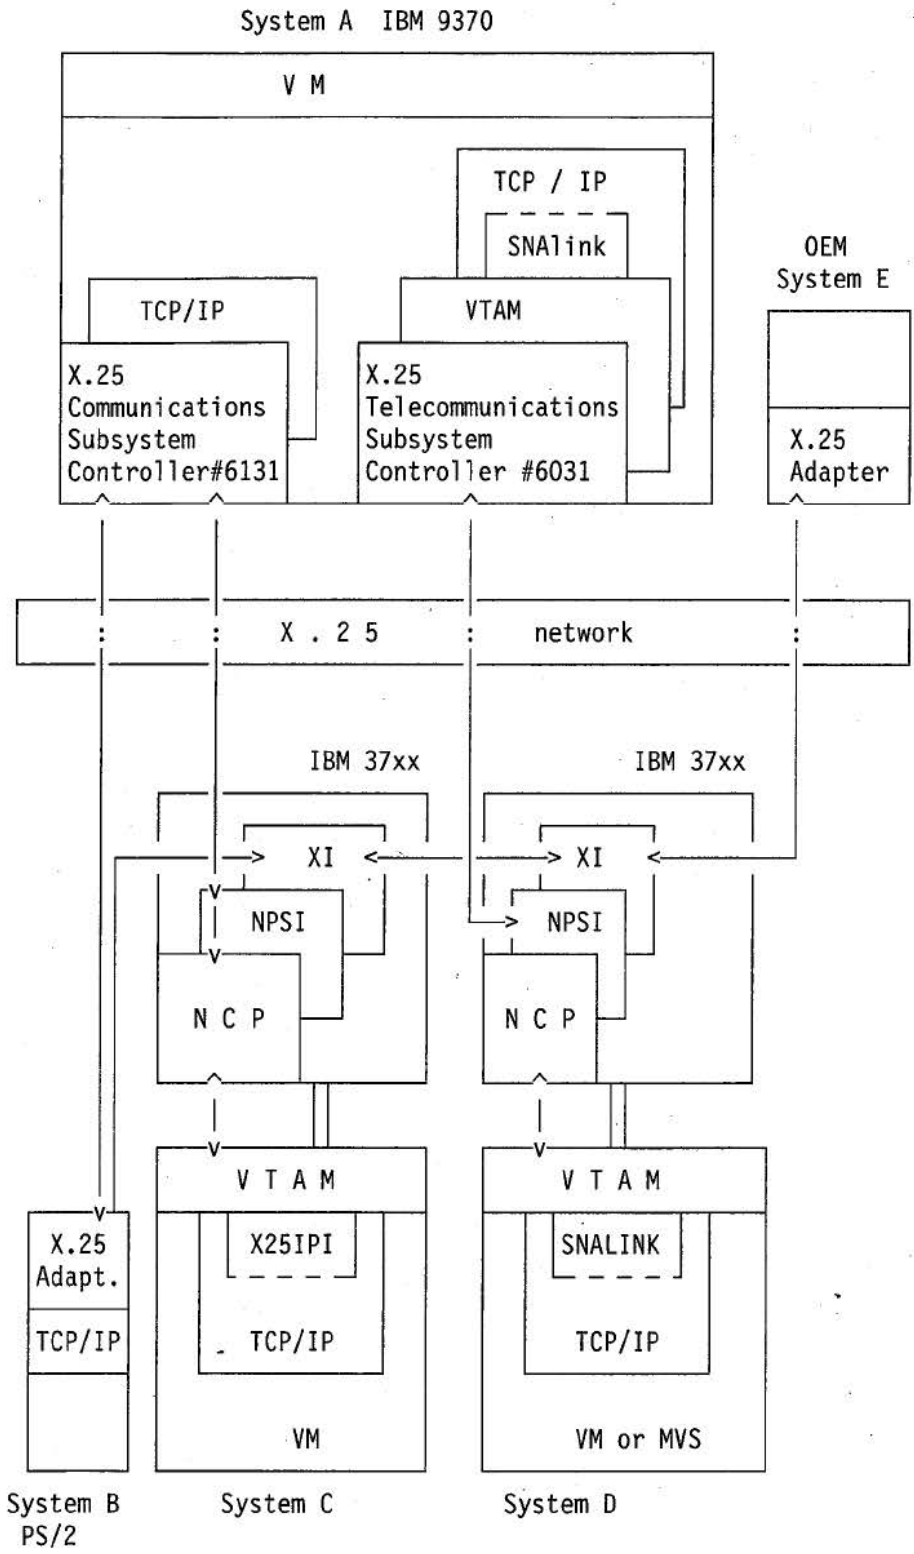 System A IBM 9370
V M
TCP / IP
SNAlink
OEM
System E
TCP/IP
VTAM
X.25
Communications
Subsystem
Controller#6131
X.25
Telecommunications
Subsystem
Controller #6031
X.25
Adapter
X . 2 5 network
IBM 37xx
IBM 37xx
XI
XI
NPSI
NPSI
N C P
N C P
V T A M
V T A M
X.25
Adapt.
X25IPI
SNALINK
TCP/IP
TCP/IP
TCP/IP
VM
VM or MVS
System B
PS/2
System C
System D